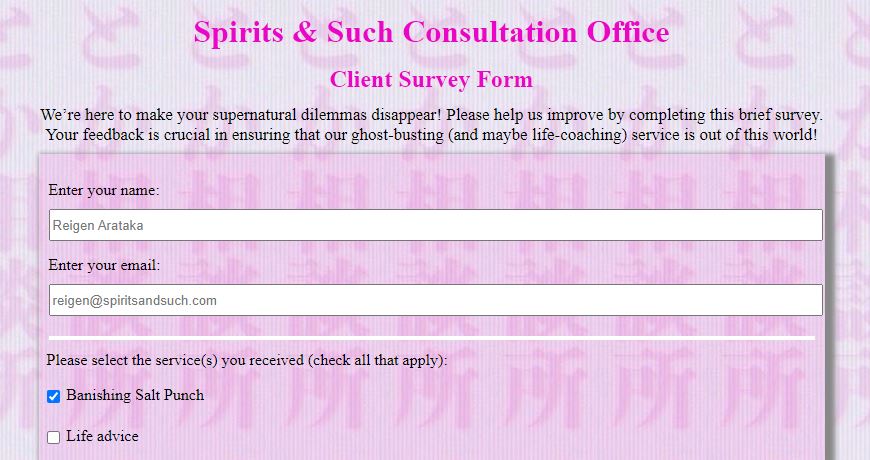 Spirits & Such Consultation Office
Client Survey Form
We’re here to make your supernatural dilemmas disappear! Please help us improve by completing this brief survey.
Your feedback is crucial in ensuring that our ghost-busting (and maybe life-coaching) service is out of this world!
Enter your name:
Reigen Arataka
Enter your email:
reigen@spiritsandsuch.com
Please select the service(s) you received (check all that apply):
Banishing Salt Punch
Life advice